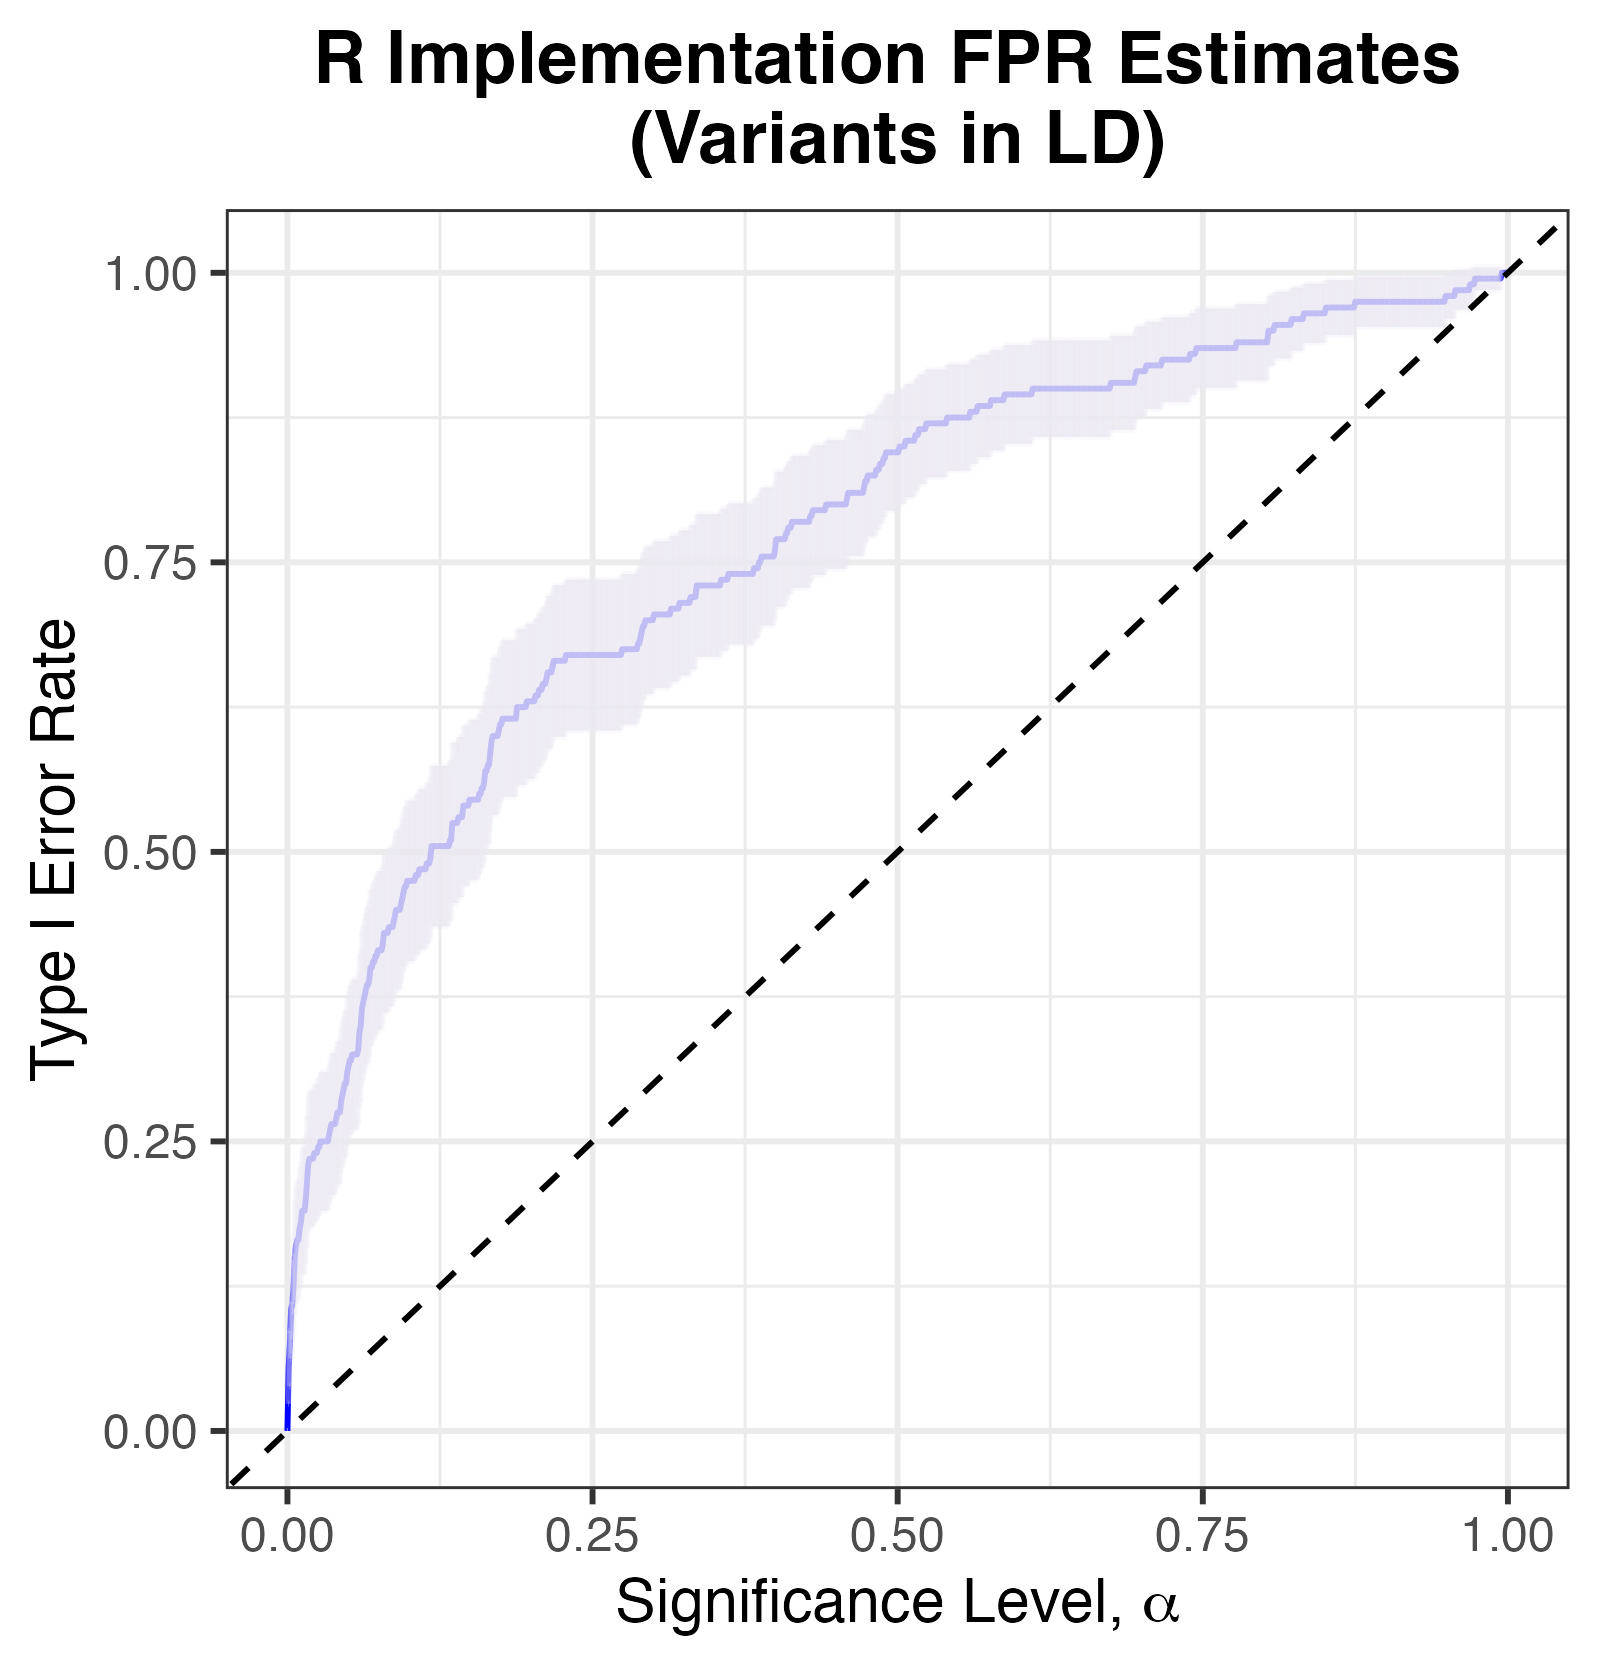 R Implementation FPR Estimates
(Variants in LD)
Type I Error Rate
1.00
0.75
0.50
0.25
0.00
0.00 0.25 0.50 0.75 1.00
Significance Level, α